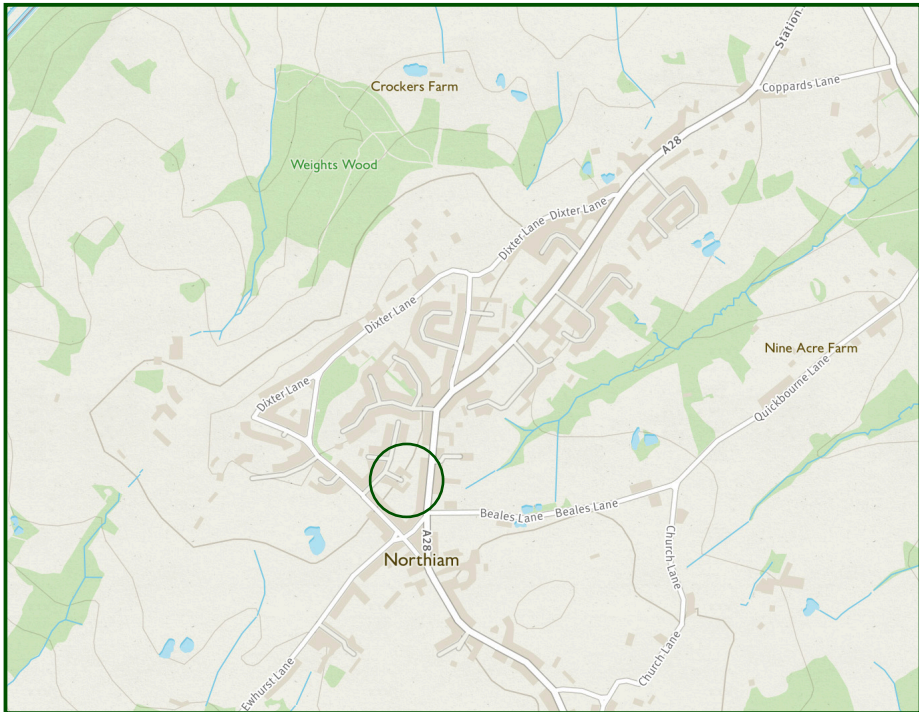 Station
Coppards Lane
Crockers Farm
A28
Weights Wood
Dixter Lane
Dixter Lane
Dixter Lane
Nine Acre Farm
Dixter Lane
Quickbourne Lane
Beales Lane
Beales Lane
A28
Northiam
Church Lane
Church Lane
Ewhurst Lane